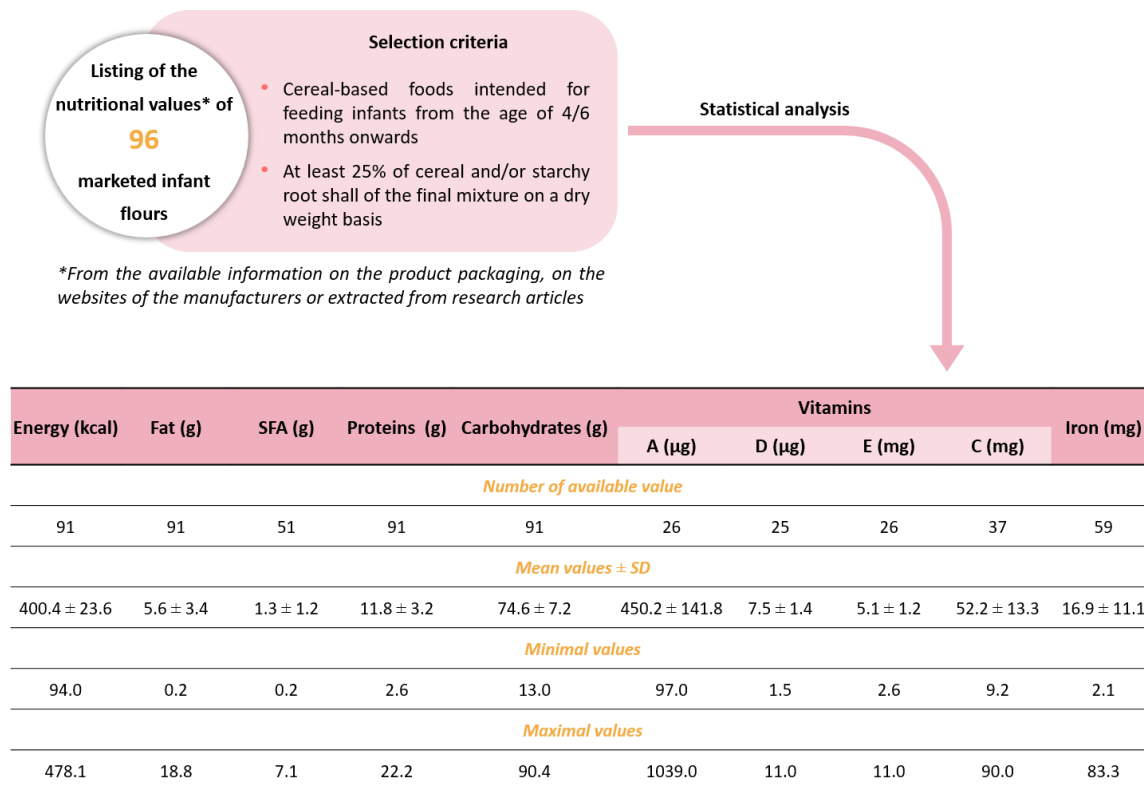 Listing of the
nutritional values* of
96
marketed infant
flours
Selection criteria
• Cereal-based foods intended for
feeding infants from the age of 4/6
months onwards
• At least 25% of cereal and/or starchy
root shall of the final mixture on a dry
weight basis
Statistical analysis
*From the available information on the product packaging, on the
websites of the manufacturers or extracted from research articles
Energy (kcal) Fat (g) SFA (g) Proteins (g) Carbohydrates (g) Vitamins Iron (mg)
A (µg) D (µg) E (mg) C (mg)
Number of available value
91 91 51 91 91 26 25 26 37 59
Mean values ± SD
400.4 ± 23.6 5.6 ± 3.4 1.3 ± 1.2 11.8 ± 3.2 74.6 ± 7.2 450.2 ± 141.8 7.5 ± 1.4 5.1 ± 1.2 52.2 ± 13.3 16.9 ± 11.1
Minimal values
94.0 0.2 0.2 2.6 13.0 97.0 1.5 2.6 9.2 2.1
Maximal values
478.1 18.8 7.1 22.2 90.4 1039.0 11.0 11.0 90.0 83.3